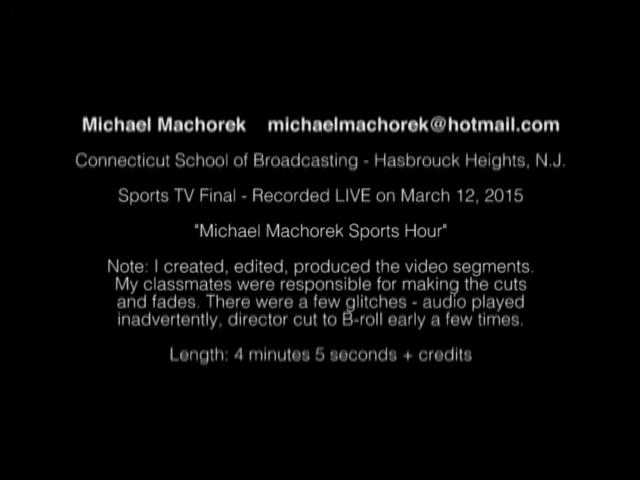 Michael Machorek michaelmachorek@hotmail.com
Connecticut School of Broadcasting - Hasbrouck Heights, N.J.
Sports TV Final - Recorded LIVE on March 12, 2015
"Michael Machorek Sports Hour"
Note: I created, edited, produced the video segments.
My classmates were responsible for making the cuts
and fades. There were a few glitches - audio played
inadvertently, director cut to B-roll early a few times.
Length: 4 minutes 5 seconds + credits